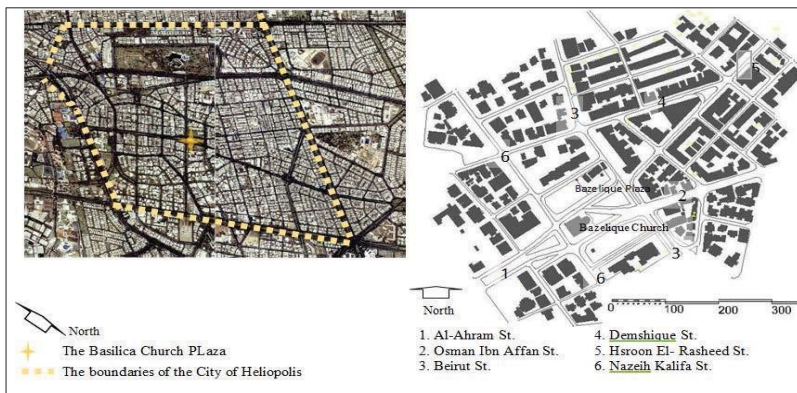 North
The Basilica Church PLaza
The boundaries of the City of Heliopolis
5
4
3
6
Bazelique Plaza
2
Bazelique Church
3
1
6
North
0 100 200 300
1. Al-Ahram St.
2. Osman Ibn Affan St.
3. Beirut St.
4. Demshique St.
5. Hsroon El- Rasheed St.
6. Nazeih Kalifa St.